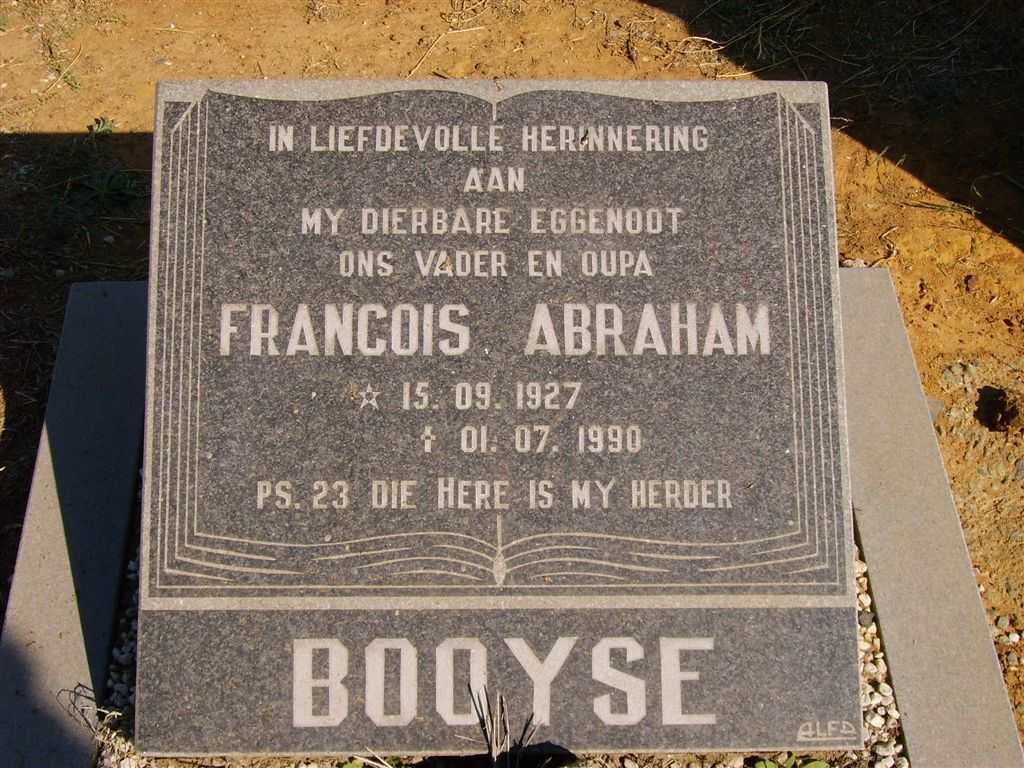 IN LIEFDEVOLLE HERINNERING
AAN
MY DIERBARE EGGENOOT
ONS VADER EN OUPA
FRANCOIS ABRAHAM
☆ 15. 09. 1927
✝ 01. 07. 1990
PS. 23 DIE HERE IS MY HERDER
BOOYSE
ALFA